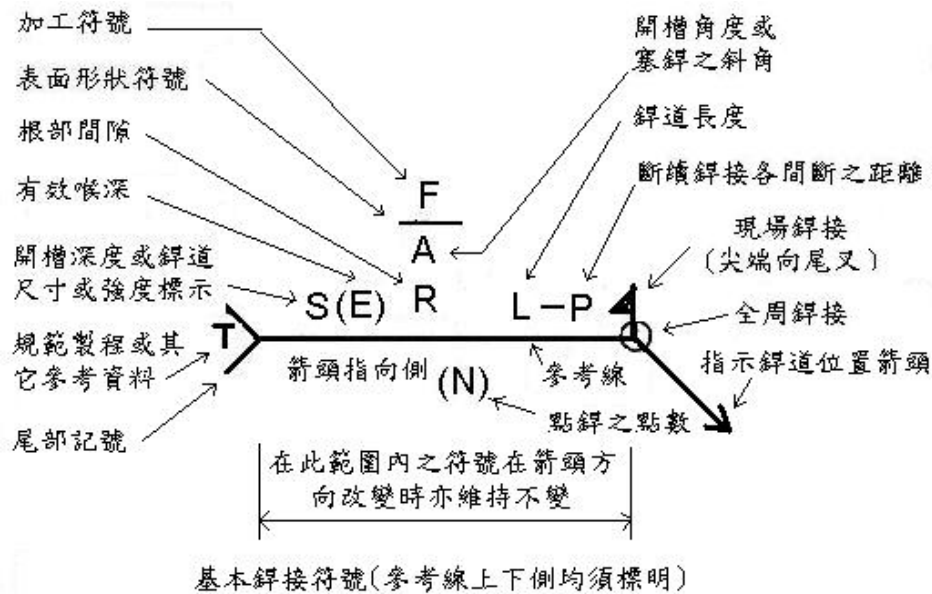 加工符號
開槽角度或
塞銲之斜角
表面形狀符號
銲道長度
根部間隙
斷續銲接各間斷之距離
有效喉深
F
A
現場銲接
(尖端向尾叉)
開槽深度或銲道
尺寸或強度標示
S(E)
R
L-P
全周銲接
T
規範製程或其
它參考資料
箭頭指向側
(N)
參考線
指示銲道位置箭頭
點銲之點數
尾部記號
在此範圍內之符號在箭頭方
向改變時亦維持不變
基本銲接符號(參考線上下側均須標明)